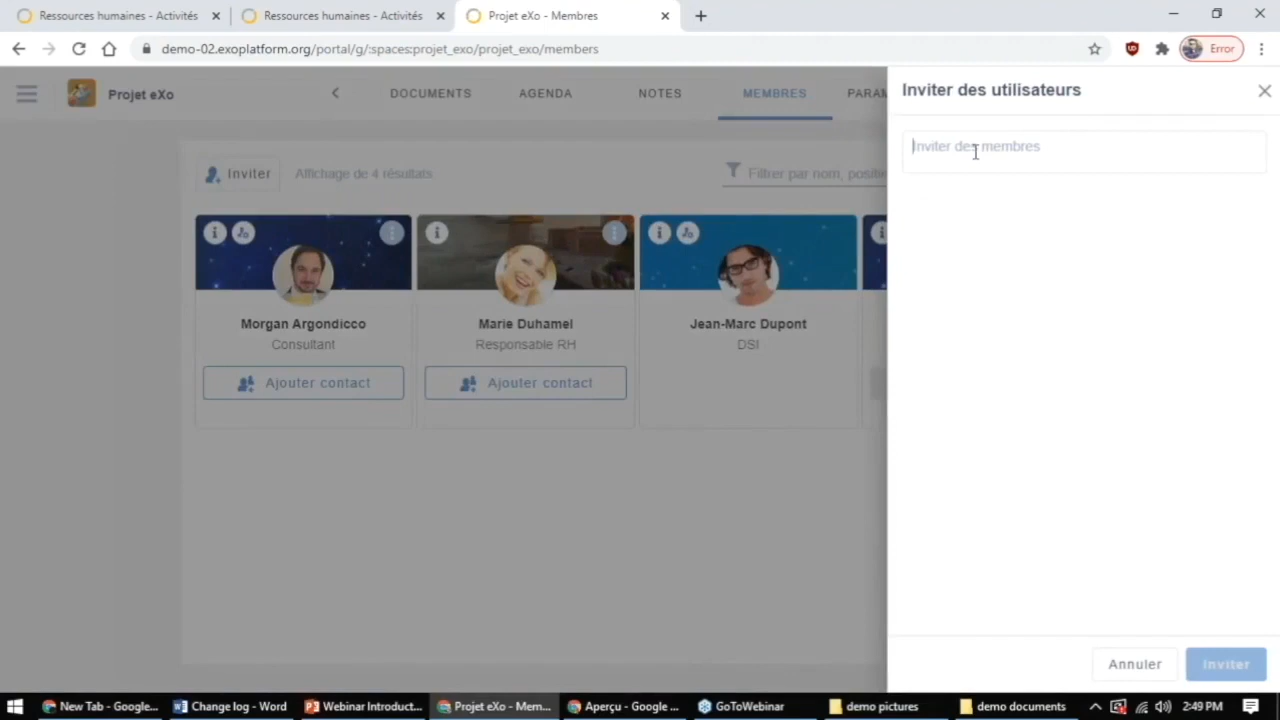 Ressources humaines - Activités
Ressources humaines - Activités
Projet eXo - Membres
demo-02.exoplatform.org/portal/g/:spaces:projet_exo/projet_exo/members
Error
Projet eXo
DOCUMENTS
AGENDA
NOTES
MEMBRES
PARAM
Inviter des utilisateurs
Inviter des membres
Inviter
Affichage de 4 résultats
Filtrer par nom, positi
Morgan Argondicco
Consultant
Ajouter contact
Marie Duhamel
Responsable RH
Ajouter contact
Jean-Marc Dupont
DSI
Annuler
Inviter
New Tab - Google...
Change log - Word
Webinar Introduct...
Projet eXo - Mem...
Aperçu - Google ...
GoToWebinar
demo pictures
demo documents
2:49 PM